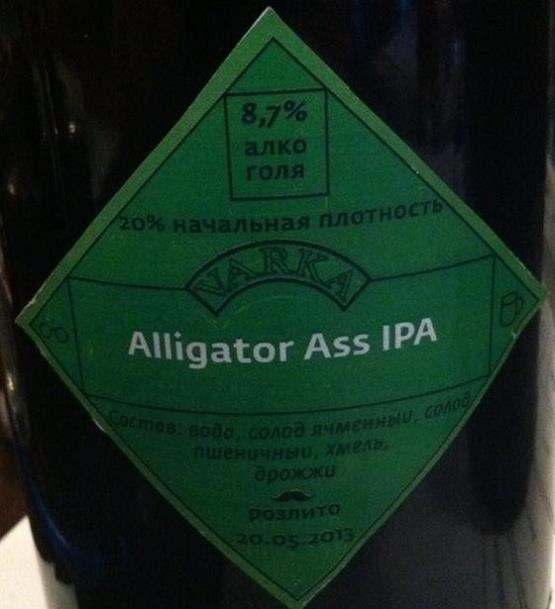 8,7%
алко
голя
20% начальная плотность
VARKA
Alligator Ass IPA
Состав: вода, солод ячменный, солод
пшеничный, хмель,
дрожжи
розлито
20.05.2013